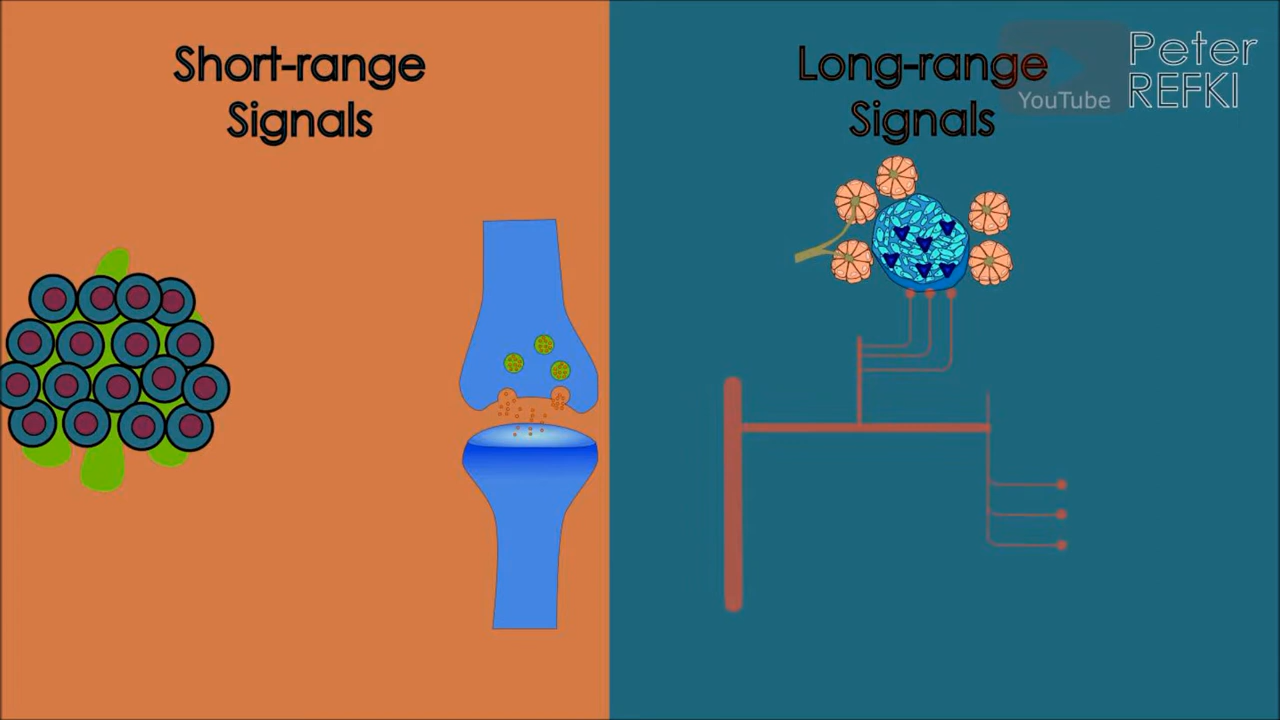 Short-range
Signals
Long-range
Signals
YouTube
Peter
REFKI